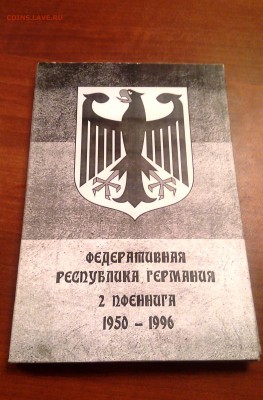 COINS.LAVE.RU
ФЕДЕРАТИВНАЯ
РЕСПУБЛИКА ГЕРМАНИЯ
2 ПФЕННИГА
1950 – 1996